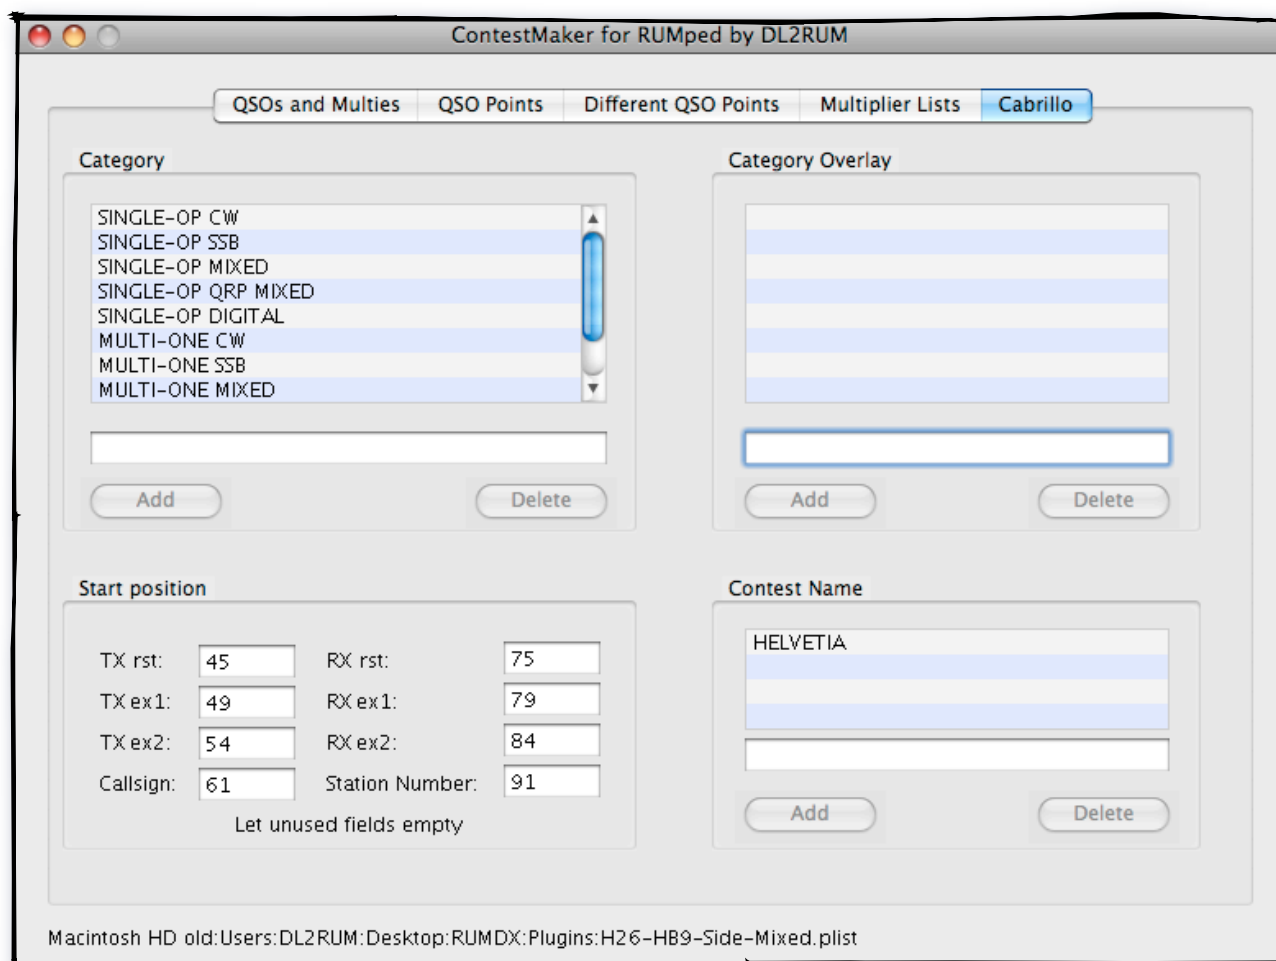 ContestMaker for RUMped by DL2RUM
QSOs and Multies QSO Points Different QSO Points Multiplier Lists Cabrillo
Category
SINGLE-OP CW
SINGLE-OP SSB
SINGLE-OP MIXED
SINGLE-OP QRP MIXED
SINGLE-OP DIGITAL
MULTI-ONE CW
MULTI-ONE SSB
MULTI-ONE MIXED
Add Delete
Category Overlay
Add Delete
Start position
TX rst: 45 RX rst: 75
TX ex1: 49 RX ex1: 79
TX ex2: 54 RX ex2: 84
Callsign: 61 Station Number: 91
Let unused fields empty
Contest Name
HELVETIA
Add Delete
Macintosh HD old:Users:DL2RUM:Desktop:RUMDX:Plugins:H26-HB9-Side-Mixed.plist